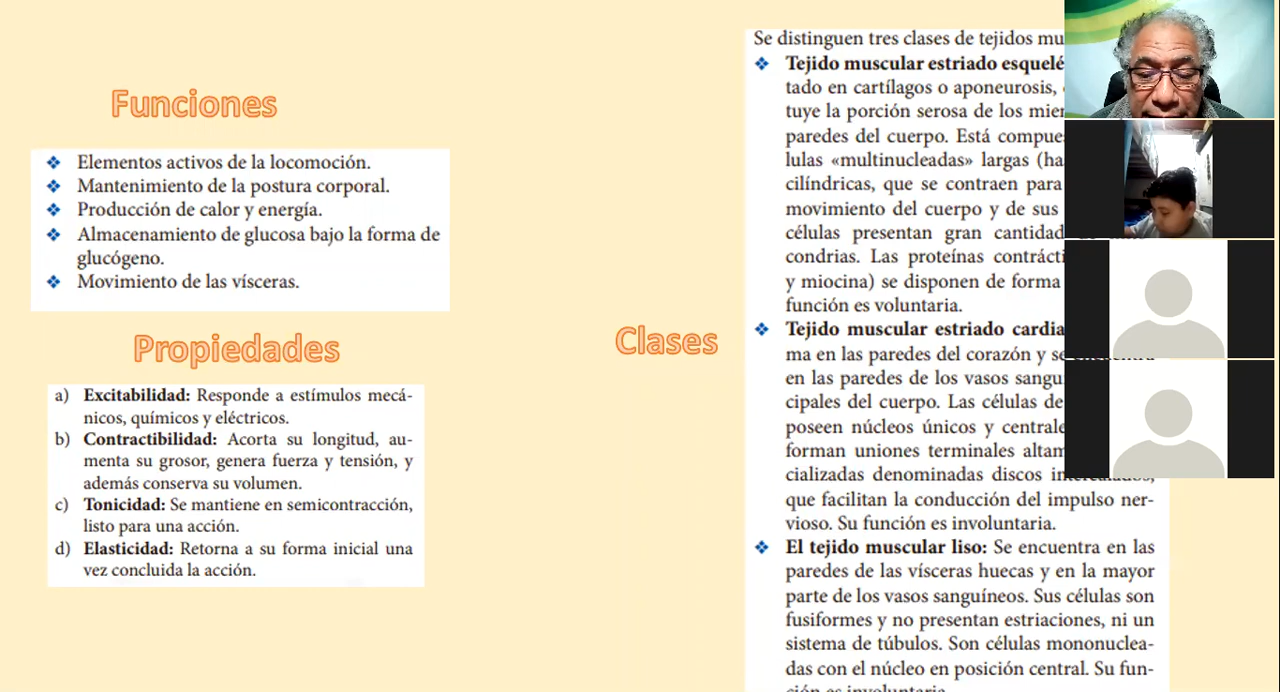 Funciones
❖ Elementos activos de la locomoción.
❖ Mantenimiento de la postura corporal.
❖ Producción de calor y energía.
❖ Almacenamiento de glucosa bajo la forma de
glucógeno.
❖ Movimiento de las vísceras.
Propiedades
a) Excitabilidad: Responde a estímulos mecá-
nicos, químicos y eléctricos.
b) Contractibilidad: Acorta su longitud, au-
menta su grosor, genera fuerza y tensión, y
además conserva su volumen.
c) Tonicidad: Se mantiene en semicontracción,
listo para una acción.
d) Elasticidad: Retorna a su forma inicial una
vez concluida la acción.
Clases
Se distinguen tres clases de tejidos mu
❖ Tejido muscular estriado esquelé
tado en cartílagos o aponeurosis,
tuye la porción serosa de los mie
paredes del cuerpo. Está compue
lulas «multinucleadas» largas (ha
cilíndricas, que se contraen para
movimiento del cuerpo y de sus
células presentan gran cantidad
condrias. Las proteínas contrácti
y miocina) se disponen de forma
función es voluntaria.
❖ Tejido muscular estriado cardia
ma en las paredes del corazón y se
en las paredes de los vasos sangu
cipales del cuerpo. Las células de
poseen núcleos únicos y centrale
forman uniones terminales altam
cializadas denominadas discos intercalados,
que facilitan la conducción del impulso ner-
vioso. Su función es involuntaria.
❖ El tejido muscular liso: Se encuentra en las
paredes de las vísceras huecas y en la mayor
parte de los vasos sanguíneos. Sus células son
fusiformes y no presentan estriaciones, ni un
sistema de túbulos. Son células mononuclea-
das con el núcleo en posición central. Su fun-
ción es involuntaria